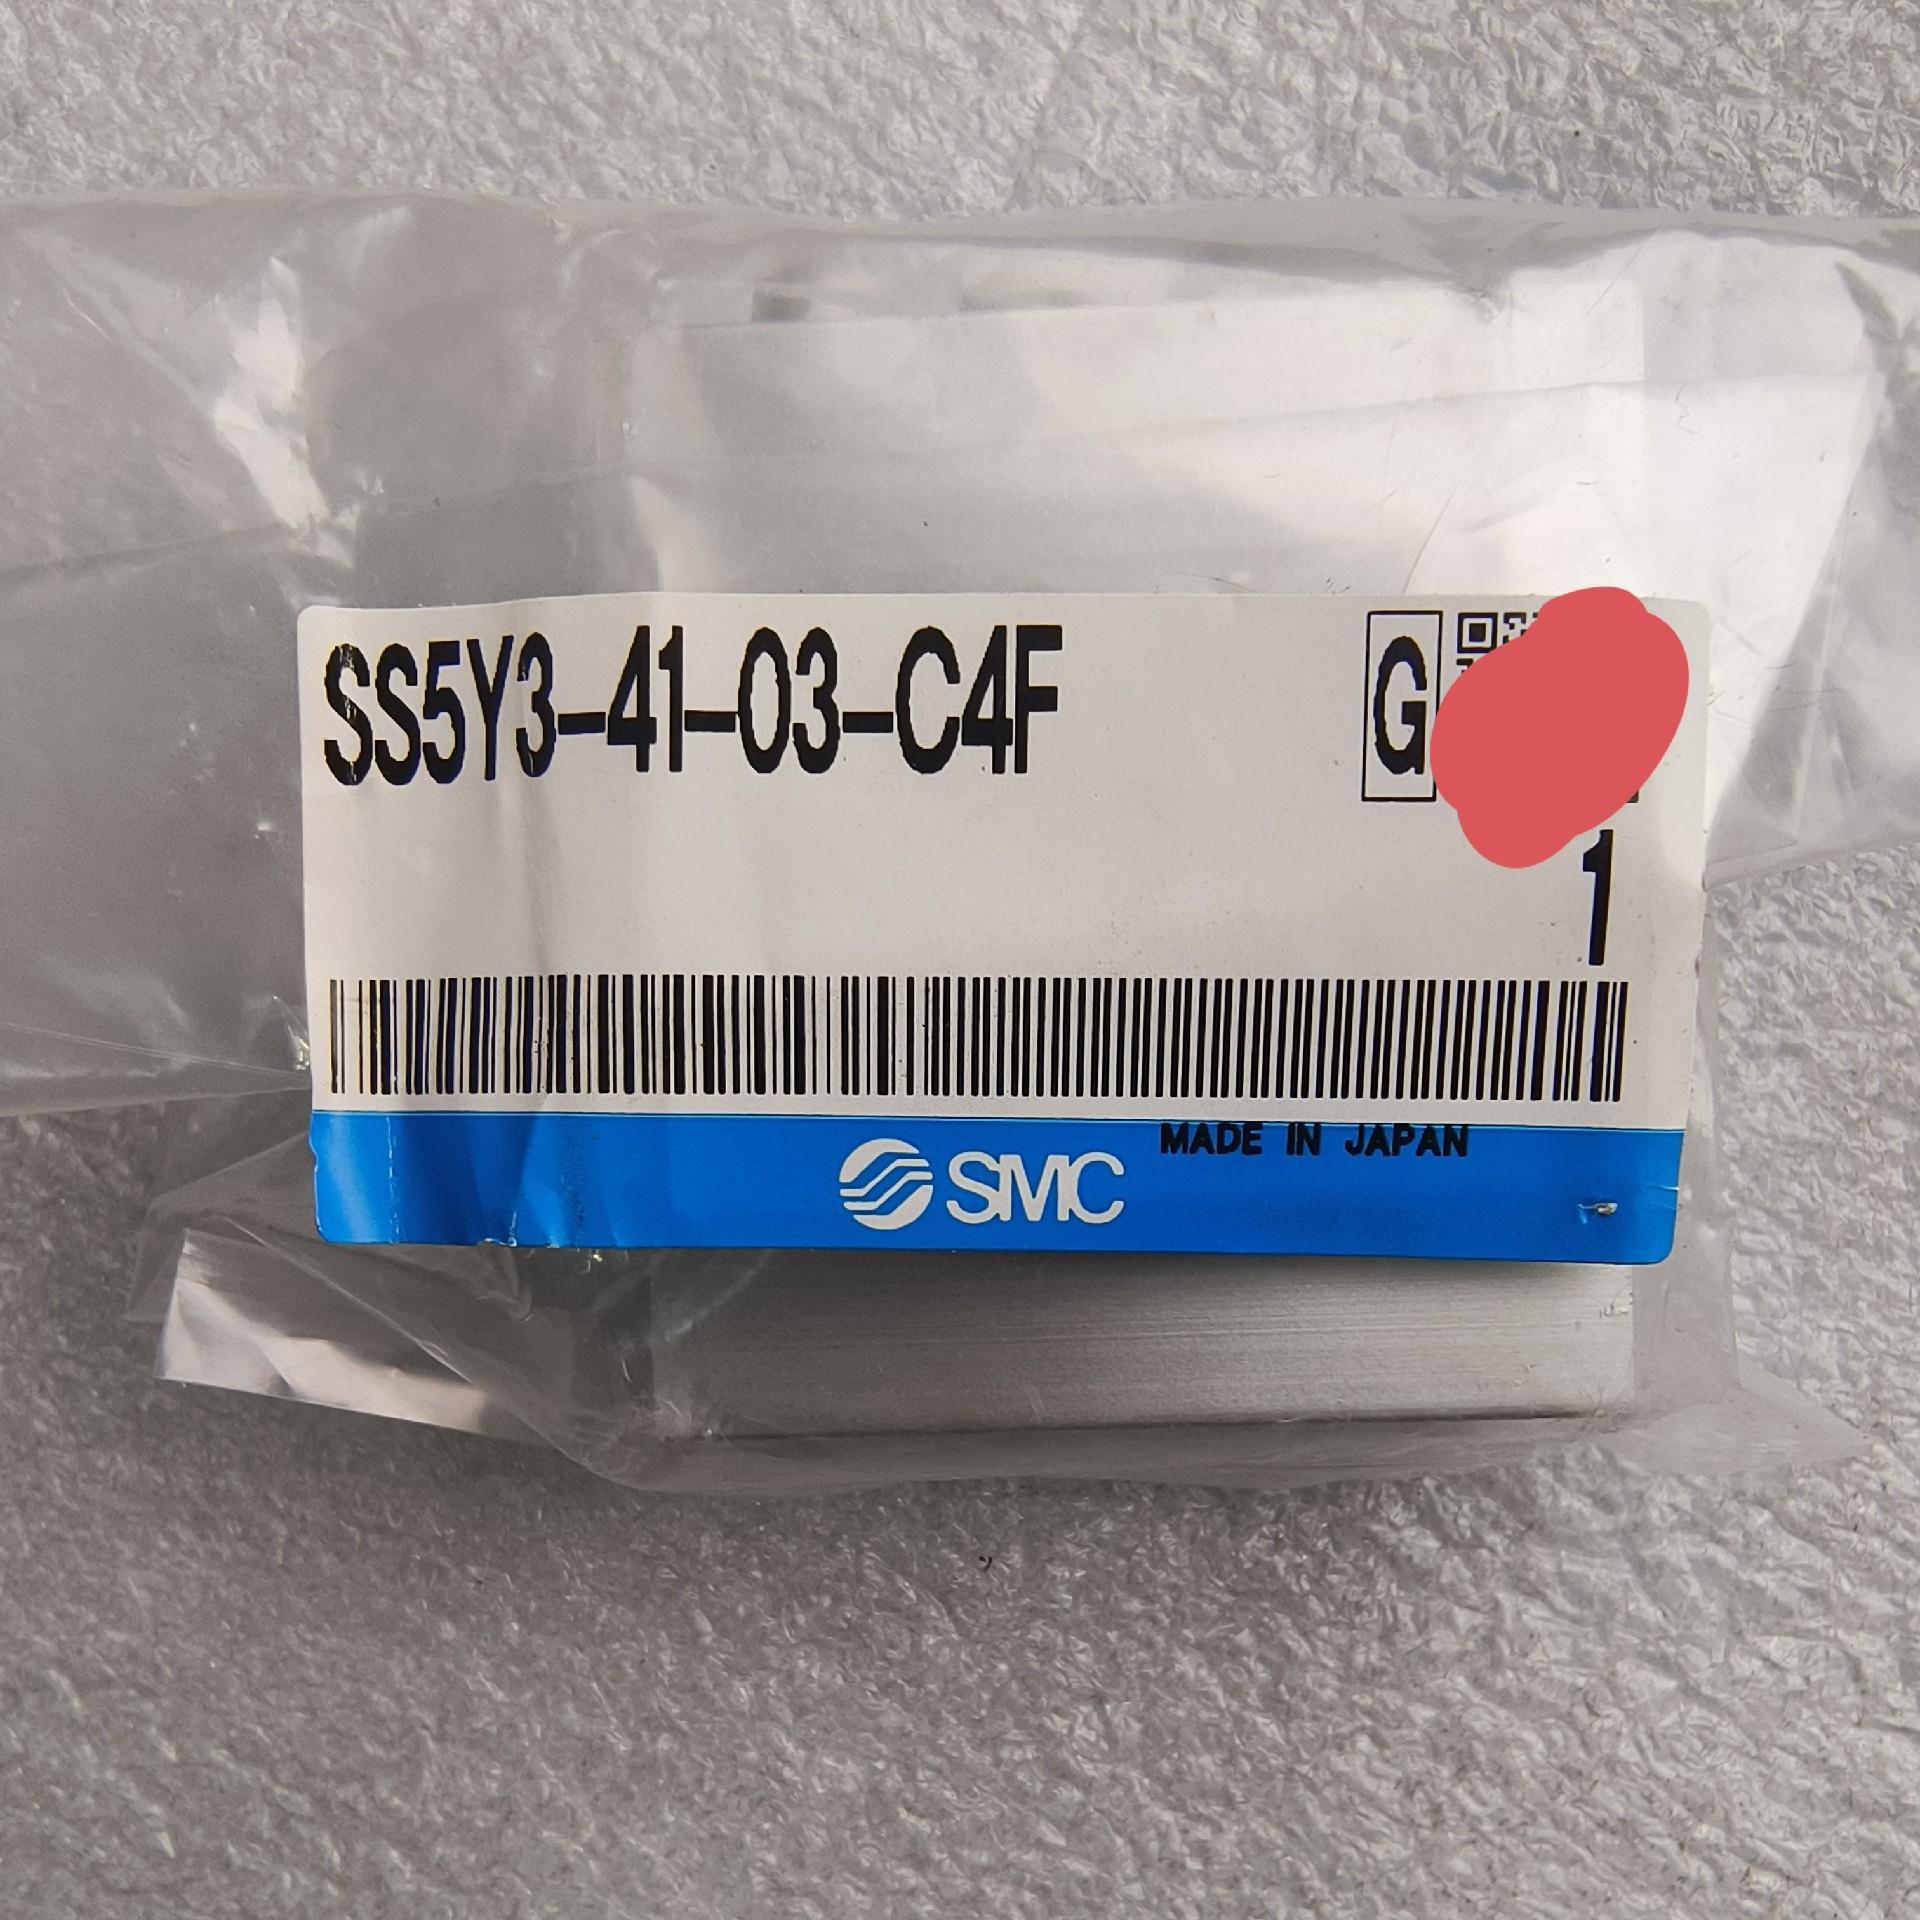 SS5Y3-41-03-C4F
G
1
MADE IN JAPAN
SMC